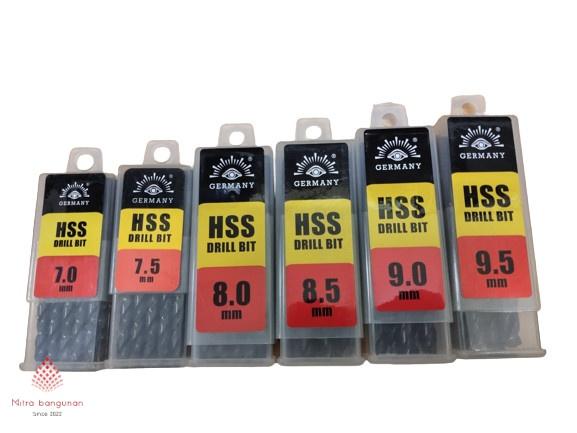 GERMANY
HSS
DRILL BIT
7.0
mm
GERMANY
HSS
DRILL BIT
7.5
mm
GERMANY
HSS
DRILL BIT
8.0
mm
GERMANY
HSS
DRILL BIT
8.5
mm
GERMANY
HSS
DRILL BIT
9.0
mm
GERMANY
HSS
DRILL BIT
9.5
mm
Mitra bangunan
Since 2022